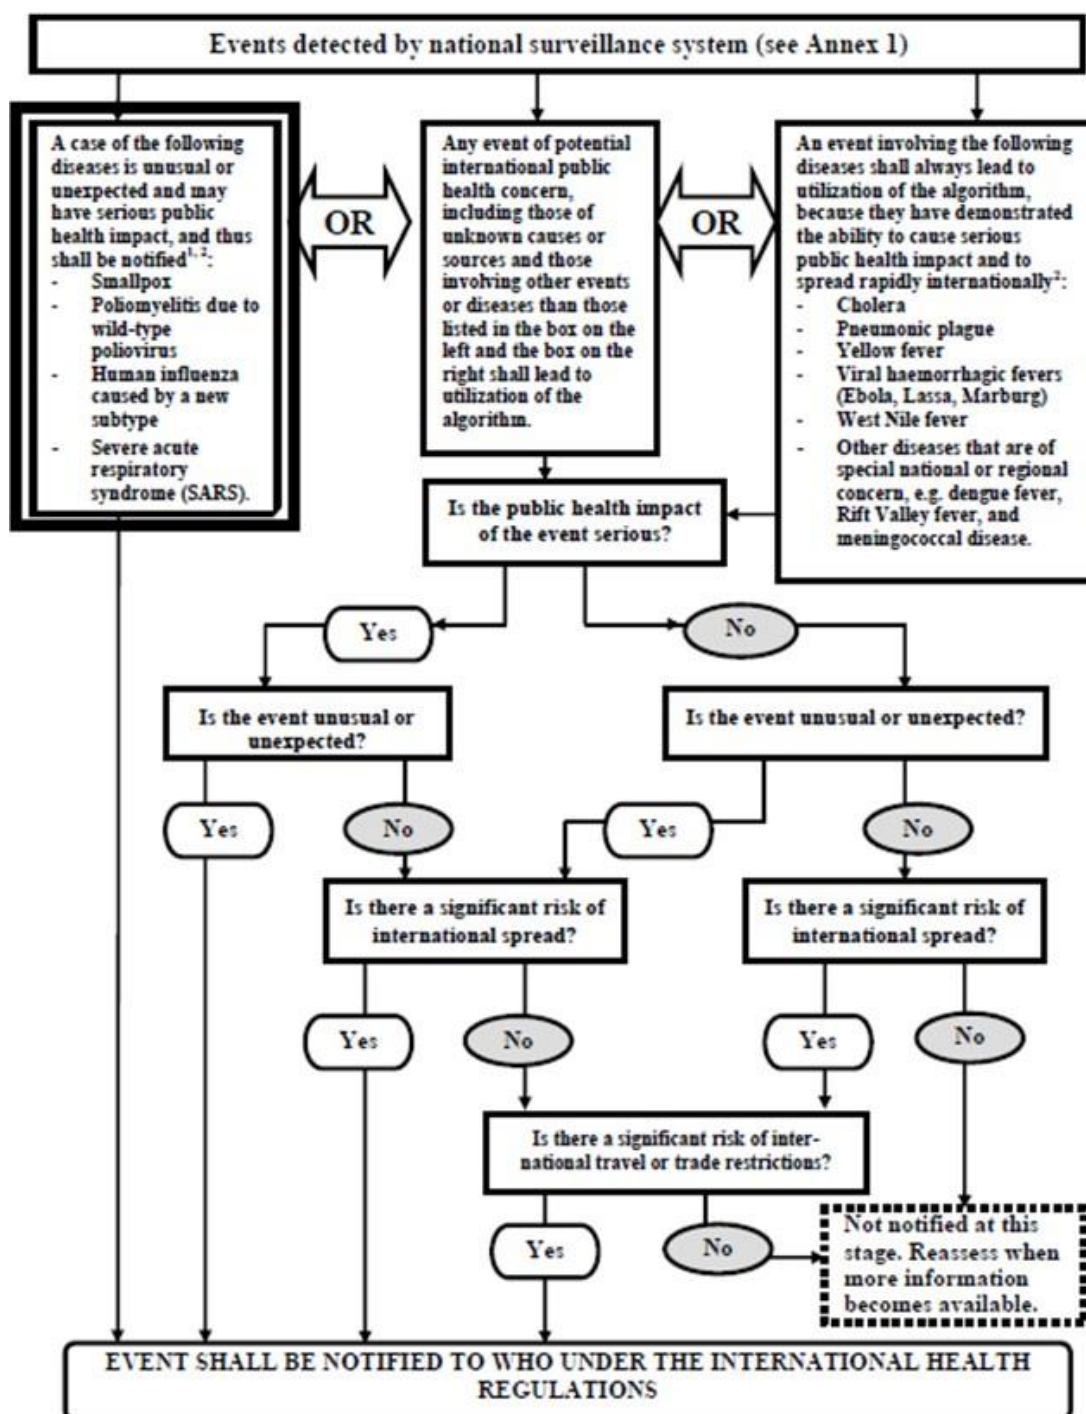 Events detected by national surveillance system (see Annex 1)
A case of the following
diseases is unusual or
unexpected and may
have serious public
health impact, and thus
shall be notified1, 2:
- Smallpox
- Poliomyelitis due to
wild-type
poliovirus
- Human influenza
caused by a new
subtype
- Severe acute
respiratory
syndrome (SARS).
OR
Any event of potential
international public
health concern,
including those of
unknown causes or
sources and those
involving other events
or diseases than those
listed in the box on the
left and the box on the
right shall lead to
utilization of the
algorithm.
OR
An event involving the following
diseases shall always lead to
utilization of the algorithm,
because they have demonstrated
the ability to cause serious
public health impact and to
spread rapidly internationally2:
- Cholera
- Pneumonic plague
- Yellow fever
- Viral haemorrhagic fevers
(Ebola, Lassa, Marburg)
- West Nile fever
- Other diseases that are of
special national or regional
concern, e.g. dengue fever,
Rift Valley fever, and
meningococcal disease.
Is the public health impact
of the event serious?
Yes
No
Is the event unusual or
unexpected?
Is the event unusual or unexpected?
Yes
No
Yes
No
Is there a significant risk of
international spread?
Is there a significant risk of
international spread?
Yes
No
Yes
No
Is there a significant risk of inter-
national travel or trade restrictions?
Yes
No
Not notified at this
stage. Reassess when
more information
becomes available.
EVENT SHALL BE NOTIFIED TO WHO UNDER THE INTERNATIONAL HEALTH
REGULATIONS